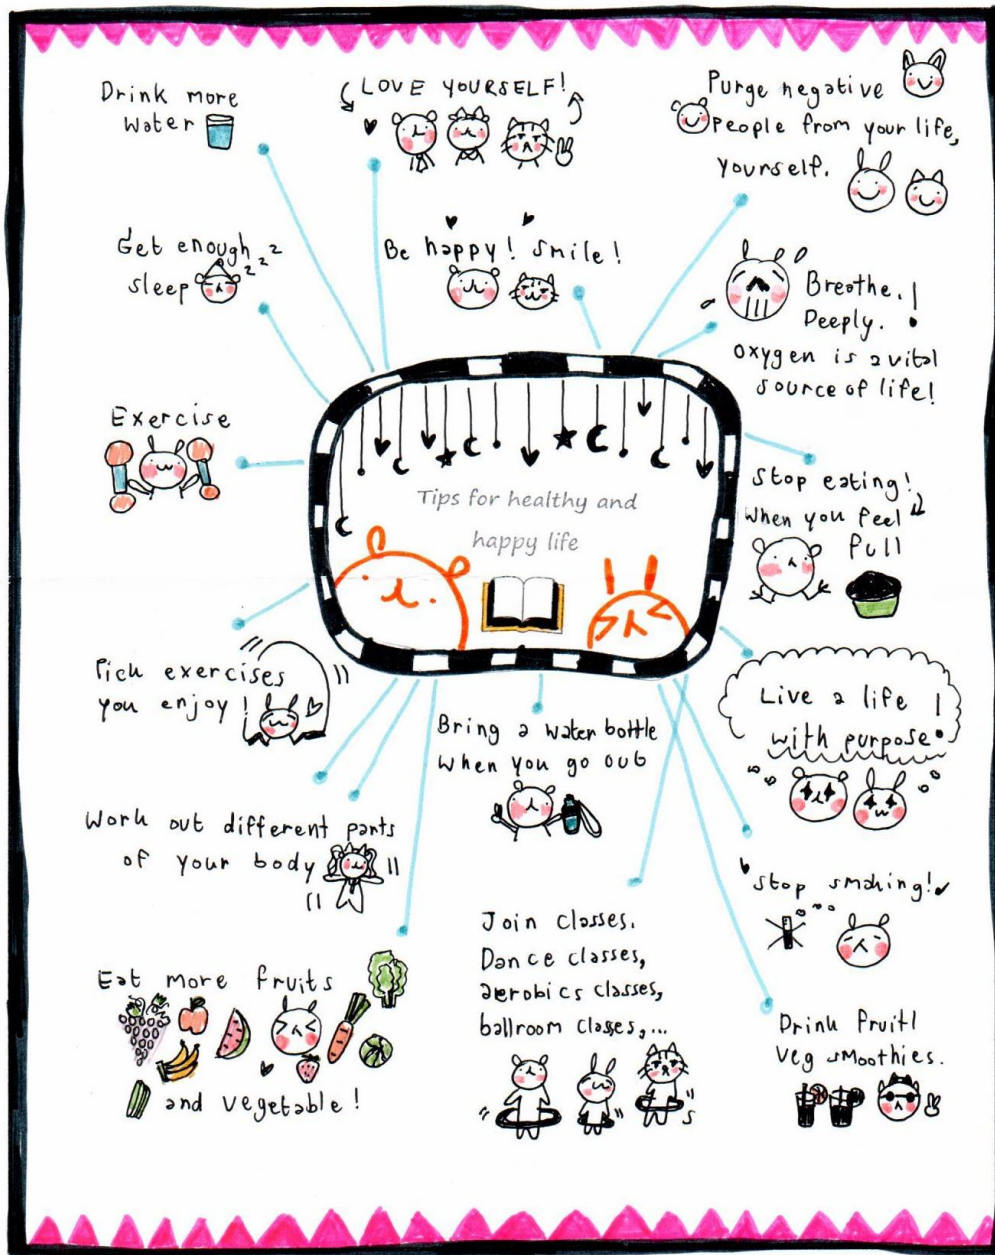 Drink more
water
LOVE YOURSELF!
Purge negative
people from your life,
yourself.
Get enough
sleep
zzzz
Be happy! Smile!
Breathe.!
Deeply.
Oxygen is a vital
source of life!
Exercise
Tips for healthy and
happy life
Stop eating!
When you feel
full
Pick exercises
you enjoy!
Bring a water bottle
when you go out
Live a life!
with purpose
Work out different parts
of your body
Stop smoking!
Join classes.
Dance classes,
aerobics classes,
ballroom classes,...
Eat more fruits
and vegetable!
Drink fruit/
veg smoothies.